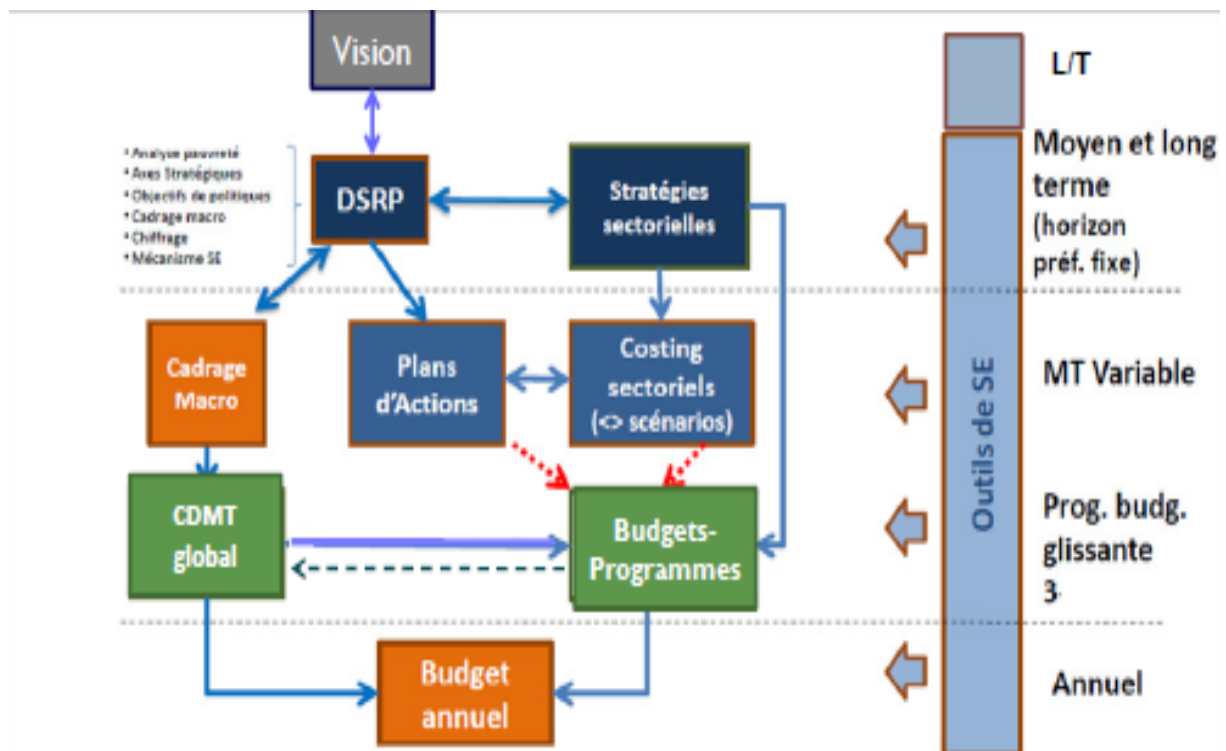 Vision
L/T
* Analyse pauvreté
* Axes Stratégiques
* Objectifs de politiques
* Cadrage macro
* Chiffrage
* Mécanisme SE
DSRP
Stratégies
sectorielles
Moyen et long
terme
(horizon
préf. fixe)
Cadrage
Macro
Plans
d'Actions
Costing
sectoriels
(<> scénarios)
MT Variable
Outils de SE
CDMT
global
Budgets-
Programmes
Prog. budg.
glissante
3
Budget
annuel
Annuel